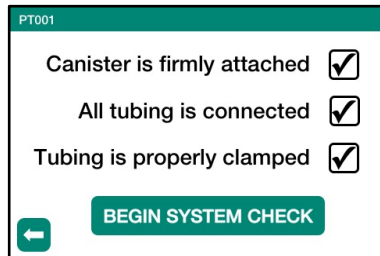 PT001
Canister is firmly attached
All tubing is connected
Tubing is properly clamped
BEGIN SYSTEM CHECK